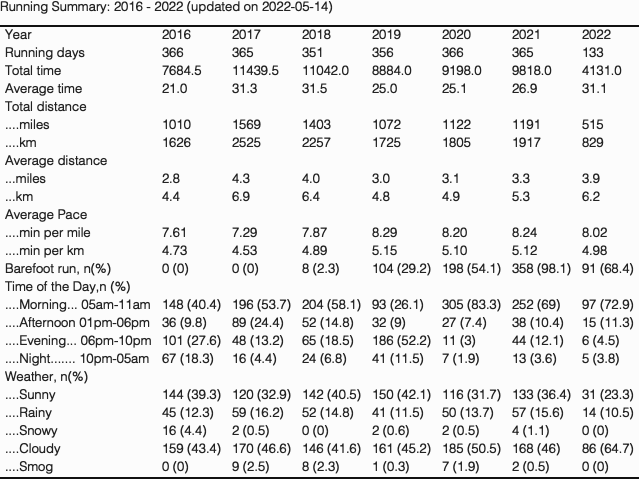 Running Summary: 2016 - 2022 (updated on 2022-05-14)
Year 2016 2017 2018 2019 2020 2021 2022
Running days 366 365 351 356 366 365 133
Total time 7684.5 11439.5 11042.0 8884.0 9198.0 9818.0 4131.0
Average time 21.0 31.3 31.5 25.0 25.1 26.9 31.1
Total distance
....miles 1010 1569 1403 1072 1122 1191 515
....km 1626 2525 2257 1725 1805 1917 829
Average distance
...miles 2.8 4.3 4.0 3.0 3.1 3.3 3.9
...km 4.4 6.9 6.4 4.8 4.9 5.3 6.2
Average Pace
....min per mile 7.61 7.29 7.87 8.29 8.20 8.24 8.02
....min per km 4.73 4.53 4.89 5.15 5.10 5.12 4.98
Barefoot run, n(%) 0 (0) 0 (0) 8 (2.3) 104 (29.2) 198 (54.1) 358 (98.1) 91 (68.4)
Time of the Day,n (%)
....Morning... 05am-11am 148 (40.4) 196 (53.7) 204 (58.1) 93 (26.1) 305 (83.3) 252 (69) 97 (72.9)
....Afternoon 01pm-06pm 36 (9.8) 89 (24.4) 52 (14.8) 32 (9) 27 (7.4) 38 (10.4) 15 (11.3)
....Evening... 06pm-10pm 101 (27.6) 48 (13.2) 65 (18.5) 186 (52.2) 11 (3) 44 (12.1) 6 (4.5)
....Night....... 10pm-05am 67 (18.3) 16 (4.4) 24 (6.8) 41 (11.5) 7 (1.9) 13 (3.6) 5 (3.8)
Weather, n(%)
....Sunny 144 (39.3) 120 (32.9) 142 (40.5) 150 (42.1) 116 (31.7) 133 (36.4) 31 (23.3)
....Rainy 45 (12.3) 59 (16.2) 52 (14.8) 41 (11.5) 50 (13.7) 57 (15.6) 14 (10.5)
....Snowy 16 (4.4) 2 (0.5) 0 (0) 2 (0.6) 2 (0.5) 4 (1.1) 0 (0)
....Cloudy 159 (43.4) 170 (46.6) 146 (41.6) 161 (45.2) 185 (50.5) 168 (46) 86 (64.7)
....Smog 0 (0) 9 (2.5) 8 (2.3) 1 (0.3) 7 (1.9) 2 (0.5) 0 (0)